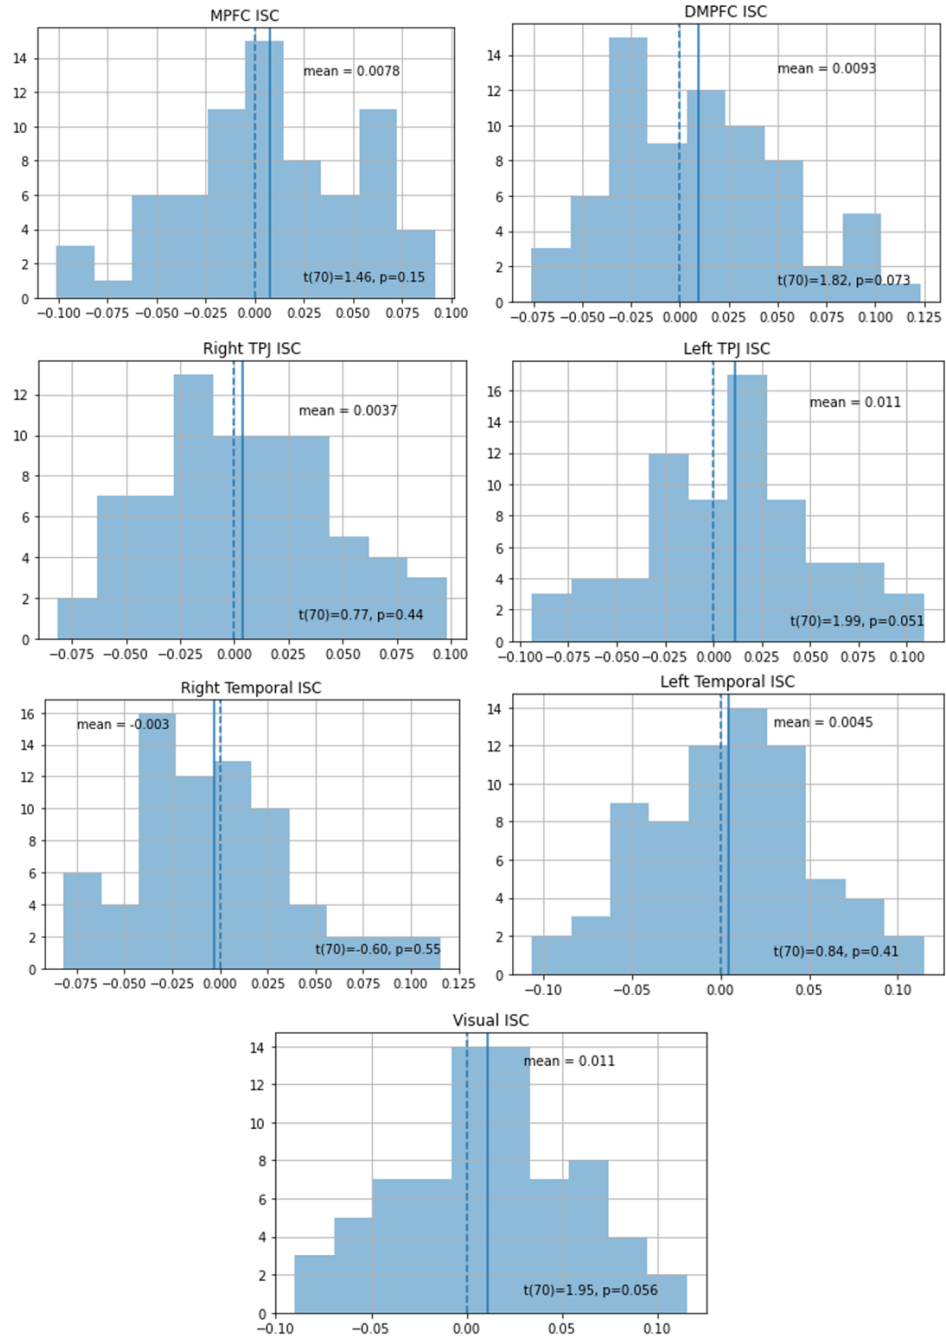 MPFC ISC
14
12
10
8
6
4
2
0
mean = 0.0078
t(70)=1.46, p=0.15
−0.100 −0.075 −0.050 −0.025 0.000 0.025 0.050 0.075 0.100
DMPFC ISC
14
12
10
8
6
4
2
0
mean = 0.0093
t(70)=1.82, p=0.073
−0.075 −0.050 −0.025 0.000 0.025 0.050 0.075 0.100 0.125
Right TPJ ISC
12
10
8
6
4
2
0
mean = 0.0037
t(70)=0.77, p=0.44
−0.075 −0.050 −0.025 0.000 0.025 0.050 0.075 0.100
Left TPJ ISC
16
14
12
10
8
6
4
2
0
mean = 0.011
t(70)=1.99, p=0.051
−0.100 −0.075 −0.050 −0.025 0.000 0.025 0.050 0.075 0.100
Right Temporal ISC
16
14
12
10
8
6
4
2
0
mean = -0.003
t(70)=-0.60, p=0.55
−0.075 −0.050 −0.025 0.000 0.025 0.050 0.075 0.100 0.125
Left Temporal ISC
14
12
10
8
6
4
2
0
mean = 0.0045
t(70)=0.84, p=0.41
−0.10 −0.05 0.00 0.05 0.10
Visual ISC
14
12
10
8
6
4
2
0
mean = 0.011
t(70)=1.95, p=0.056
−0.10 −0.05 0.00 0.05 0.10